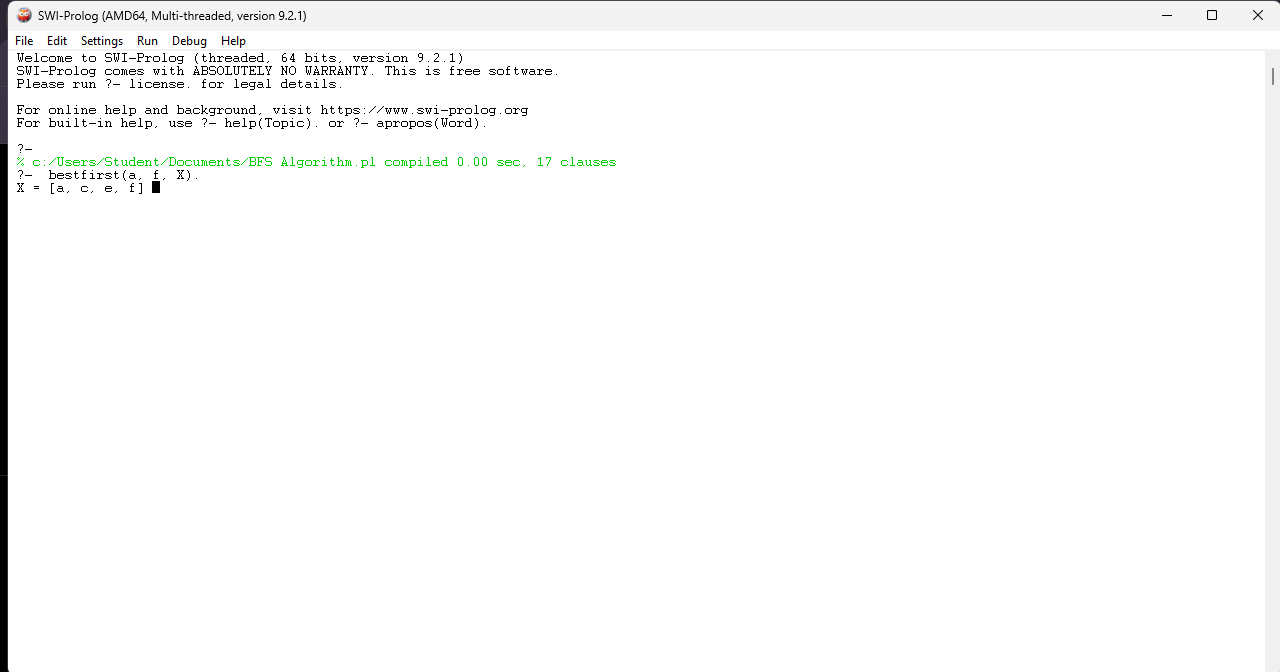 SWI-Prolog (AMD64, Multi-threaded, version 9.2.1)
File Edit Settings Run Debug Help
Welcome to SWI-Prolog (threaded, 64 bits, version 9.2.1)
SWI-Prolog comes with ABSOLUTELY NO WARRANTY. This is free software.
Please run ?- license. for legal details.
For online help and background, visit https://www.swi-prolog.org
For built-in help, use ?- help(Topic). or ?- apropos(Word).
?-
% c:/Users/Student/Documents/BFS Algorithm.pl compiled 0.00 sec, 17 clauses
?- bestfirst(a, f, X).
X = [a, c, e, f]